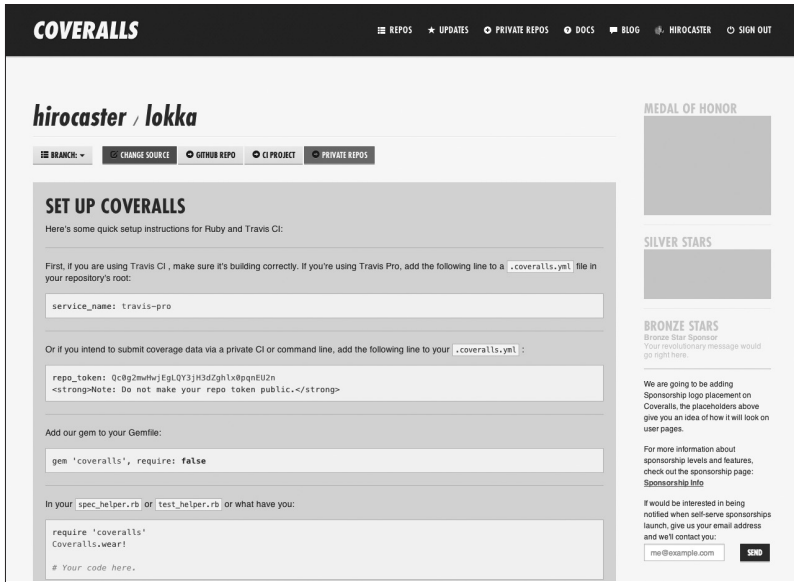 COVERALLS
REPOS UPDATES PRIVATE REPOS DOCS BLOG HIROCASTER SIGN OUT
hirocaster / lokka
BRANCH: CHANGE SOURCE GITHUB REPO CI PROJECT PRIVATE REPOS
SET UP COVERALLS
Here's some quick setup instructions for Ruby and Travis CI:
First, if you are using Travis CI , make sure it's building correctly. If you're using Travis Pro, add the following line to a .coveralls.yml file in
your repository's root:
service_name: travis-pro
Or if you intend to submit coverage data via a private CI or command line, add the following line to your .coveralls.yml :
repo_token: Qc0g2mwHwjEgLQY3jH3dZghlx0pqnEU2n
<strong>Note: Do not make your repo token public.</strong>
Add our gem to your Gemfile:
gem 'coveralls', require: false
In your spec_helper.rb or test_helper.rb or what have you:
require 'coveralls'
Coveralls.wear!
# Your code here.
MEDAL OF HONOR
SILVER STARS
BRONZE STARS
Bronze Star Sponsor
Your revolutionary message would
go right here.
We are going to be adding
Sponsorship logo placement on
Coveralls, the placeholders above
give you an idea of how it will look on
user pages.
For more information about
sponsorship levels and features,
check out the sponsorship page:
Sponsorship Info
If would be interested in being
notified when self-serve sponsorships
launch, give us your email address
and we'll contact you:
me@example.com SEND